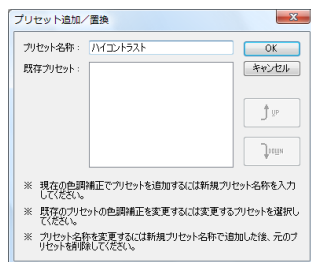 プリセット追加／置換
プリセット名称： ハイコントラスト
OK
既存プリセット：
キャンセル
UP
DOWN
※ 現在の色調補正でプリセットを追加するには新規プリセット名称を入力
してください。
※ 既存のプリセットの色調補正を変更するには変更するプリセットを選択し
てください。
※ プリセット名称を変更するには新規プリセット名称で追加した後、元のプ
リセットを削除してください。